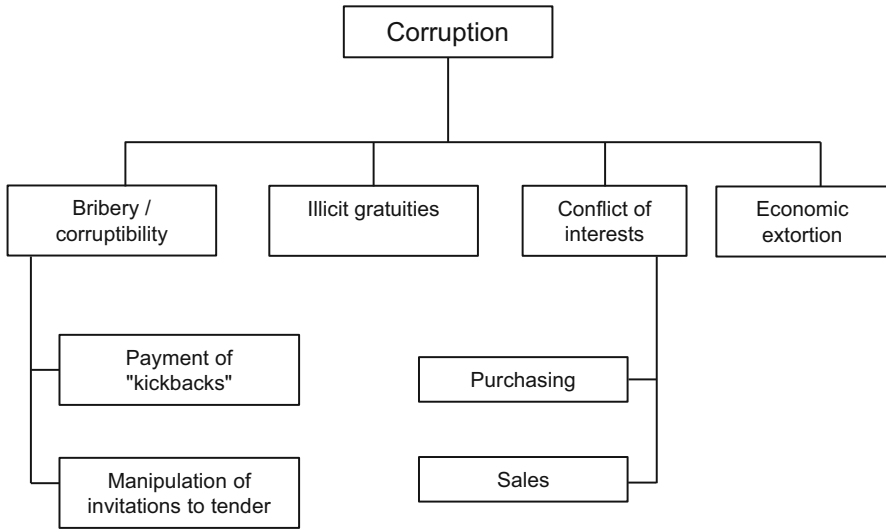 Corruption
Bribery /
corruptibility
Illicit gratuities
Conflict of
interests
Economic
extortion
Payment of
"kickbacks"
Purchasing
Manipulation of
invitations to tender
Sales